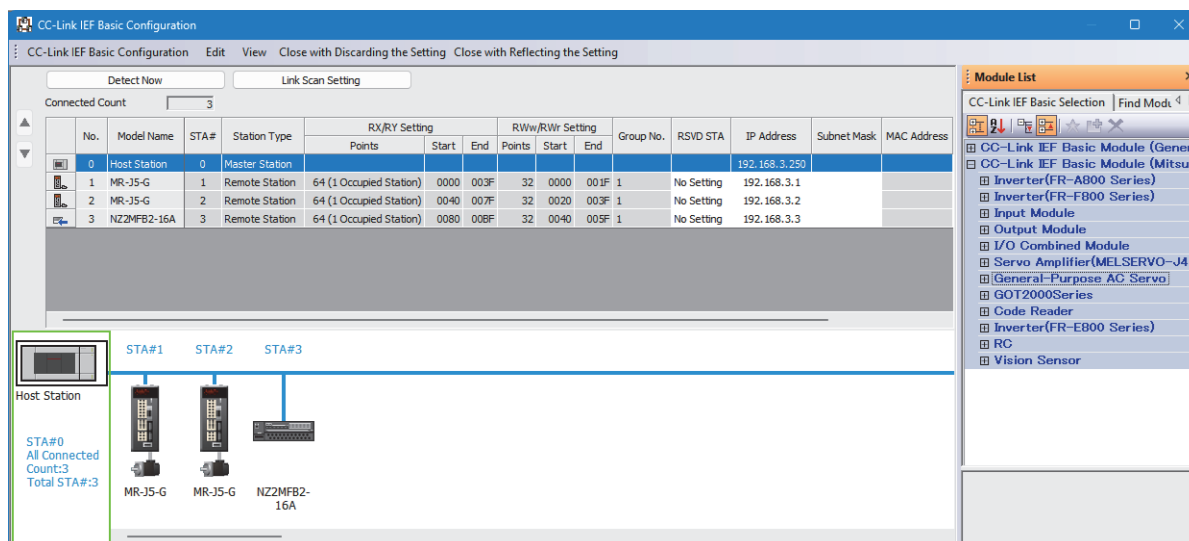 CC-Link IEF Basic Configuration
CC-Link IEF Basic Configuration Edit View Close with Discarding the Setting Close with Reflecting the Setting
Detect Now Link Scan Setting
Connected Count 3
No. Model Name STA# Station Type RX/RY Setting RWw/RWr Setting Group No. RSVD STA IP Address Subnet Mask MAC Address
Points Start End Points Start End
0 Host Station 0 Master Station 192.168.3.250
1 MR-J5-G 1 Remote Station 64 (1 Occupied Station) 0000 003F 32 0000 001F 1 No Setting 192.168.3.1
2 MR-J5-G 2 Remote Station 64 (1 Occupied Station) 0040 007F 32 0020 003F 1 No Setting 192.168.3.2
3 NZ2MFB2-16A 3 Remote Station 64 (1 Occupied Station) 0080 00BF 32 0040 005F 1 No Setting 192.168.3.3
STA#1 STA#2 STA#3
Host Station
STA#0
All Connected
Count:3
Total STA#:3
MR-J5-G MR-J5-G NZ2MFB2-
16A
Module List
CC-Link IEF Basic Selection Find Modu
CC-Link IEF Basic Module (Gener
CC-Link IEF Basic Module (Mitsu
Inverter(FR-A800 Series)
Inverter(FR-F800 Series)
Input Module
Output Module
I/O Combined Module
Servo Amplifier(MELSERVO-J4
General-Purpose AC Servo
GOT2000Series
Code Reader
Inverter(FR-E800 Series)
RC
Vision Sensor